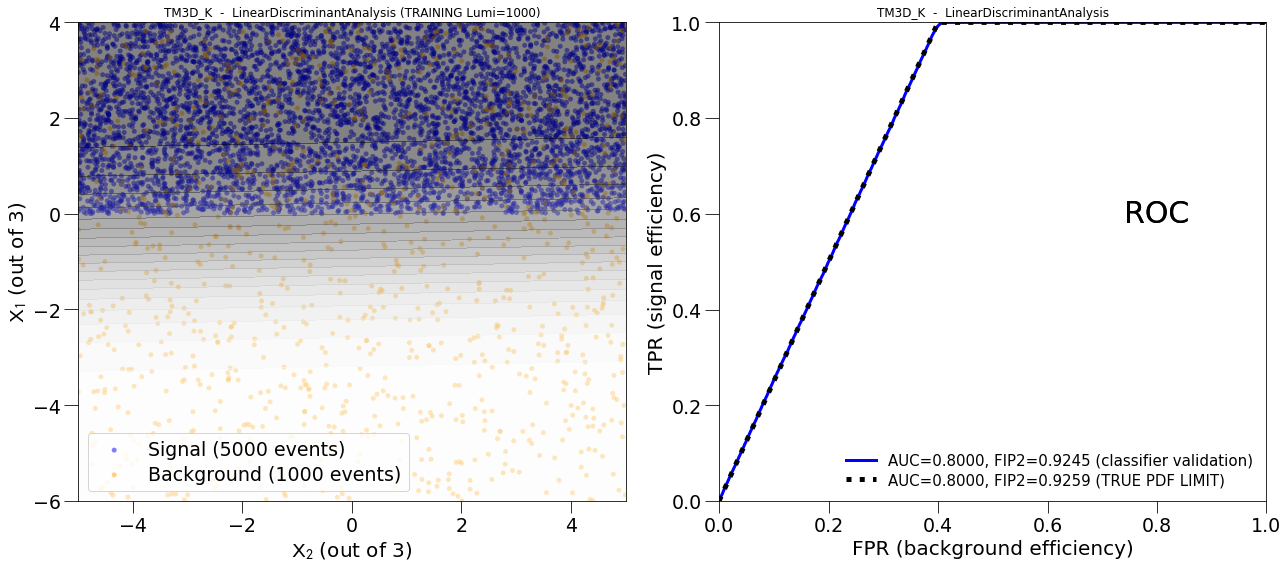 TM3D_K - LinearDiscriminantAnalysis (TRAINING Lumi=1000)
4
2
0
−2
−4
−6
X₁ (out of 3)
Signal (5000 events)
Background (1000 events)
−4
−2
0
2
4
X₂ (out of 3)
TM3D_K - LinearDiscriminantAnalysis
1.0
0.8
0.6
0.4
0.2
0.0
TPR (signal efficiency)
ROC
AUC=0.8000, FIP2=0.9245 (classifier validation)
AUC=0.8000, FIP2=0.9259 (TRUE PDF LIMIT)
0.0
0.2
0.4
0.6
0.8
1.0
FPR (background efficiency)